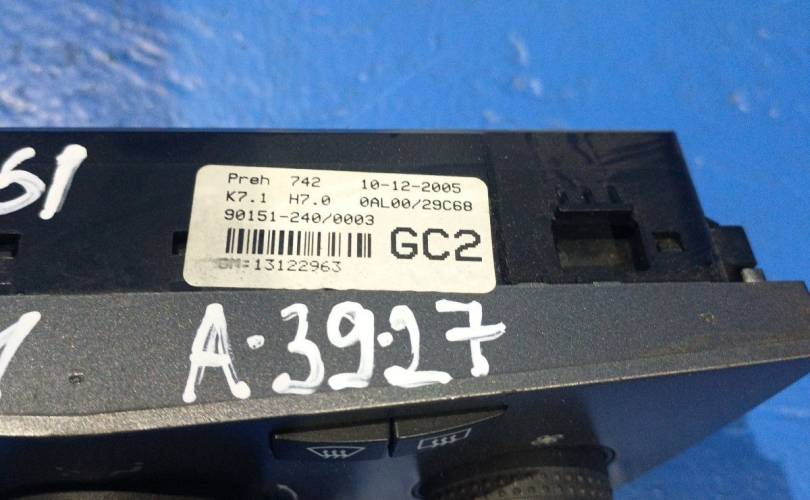 61
Preh 742 10-12-2005
K7.1 H7.0 0AL00/29C68
90151-240/0003
GC2
GM=13122963
A.39.27